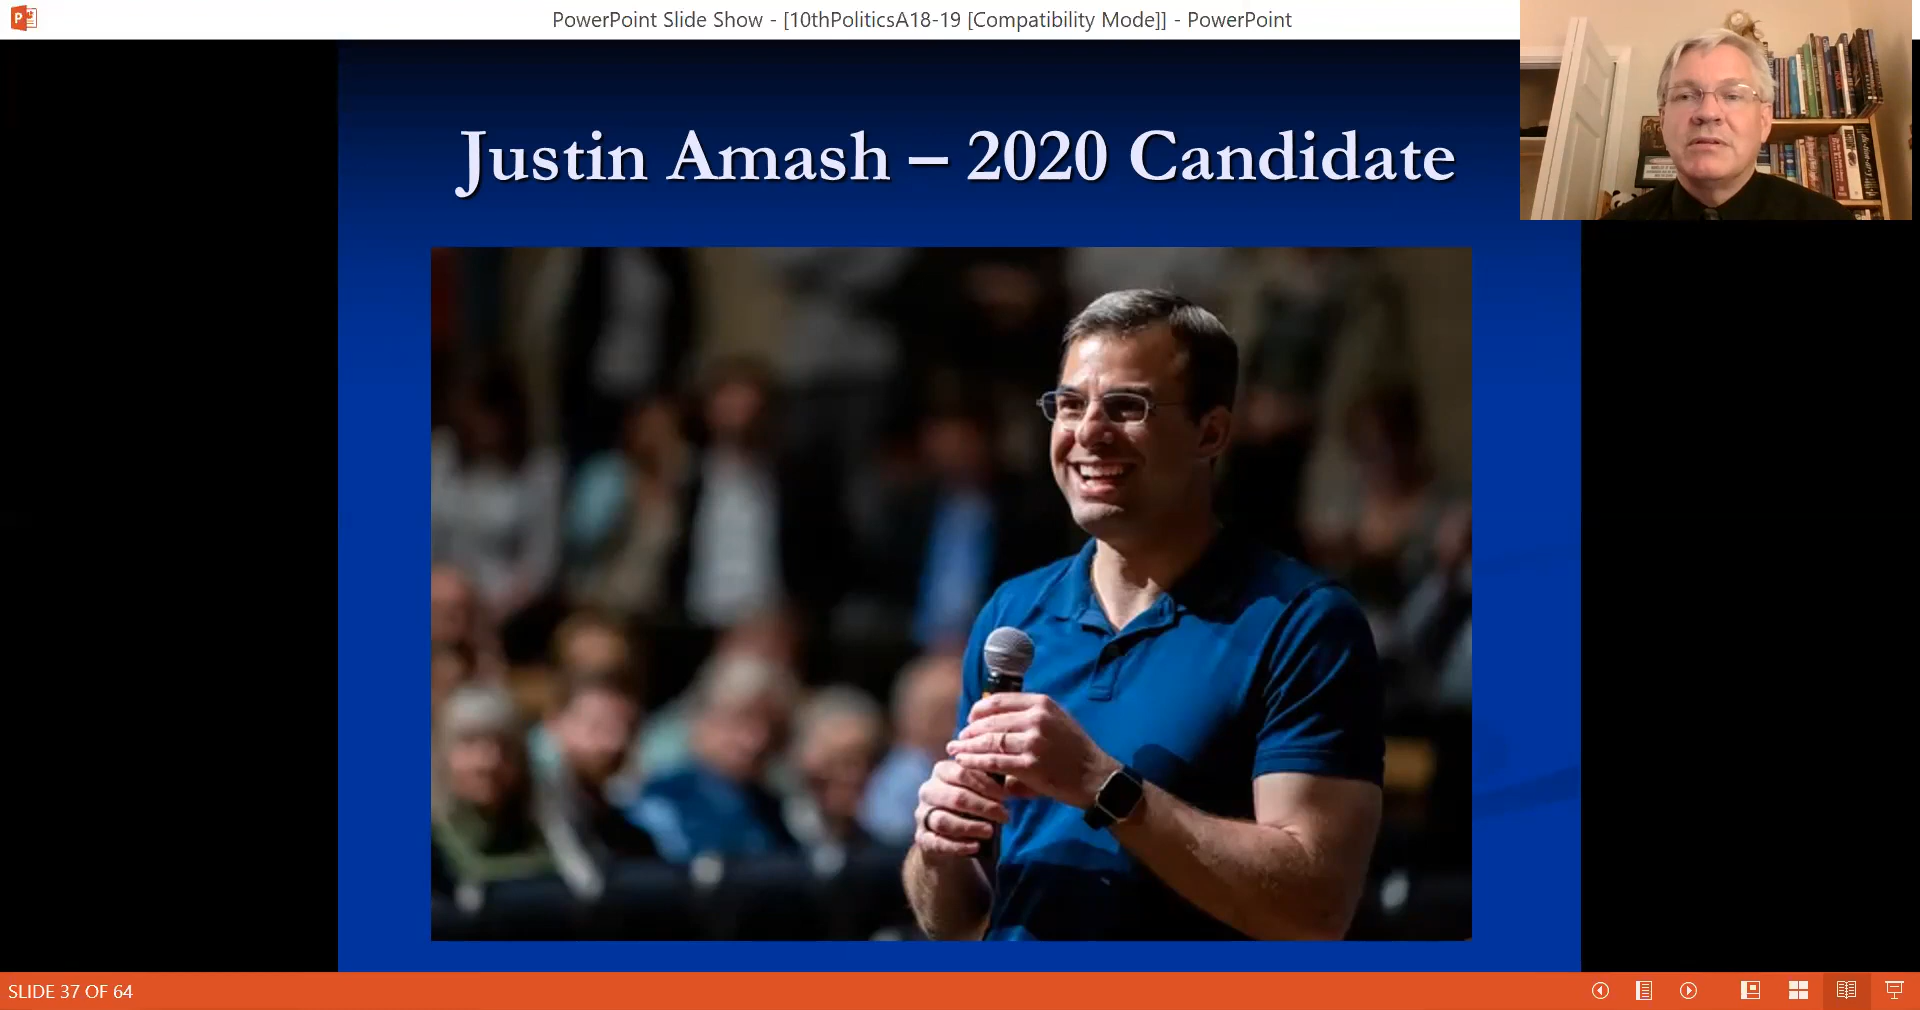 PowerPoint Slide Show - [10thPoliticsA18-19 [Compatibility Mode]] - PowerPoint
Justin Amash – 2020 Candidate
SLIDE 37 OF 64